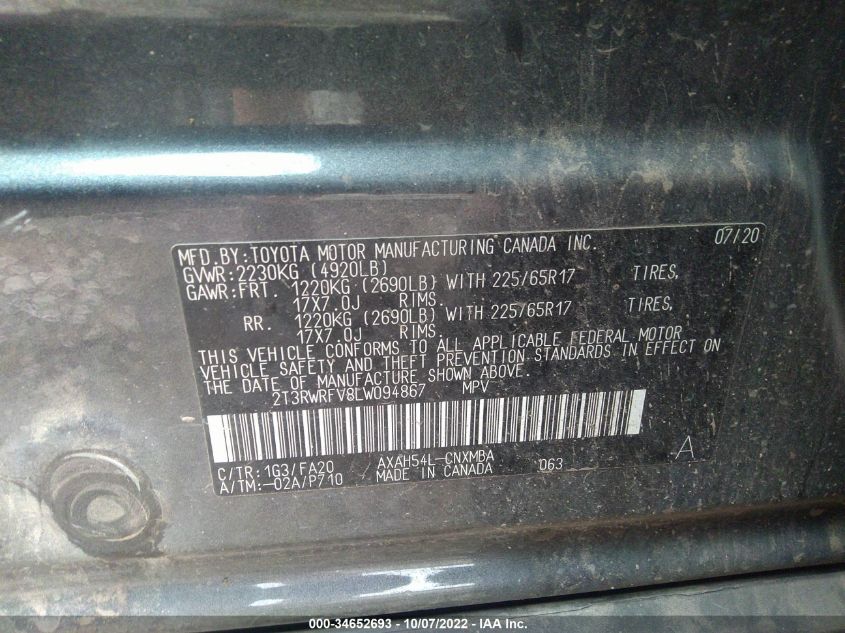 MFD.BY:TOYOTA MOTOR MANUFACTURING CANADA INC. 07/20
GVWR:2230KG (4920LB)
GAWR:FRT. 1220KG (2690LB) WITH 225/65R17 TIRES,
17X7.0J RIMS.
RR. 1220KG (2690LB) WITH 225/65R17 TIRES,
17X7.0J RIMS.
THIS VEHICLE CONFORMS TO ALL APPLICABLE FEDERAL MOTOR
VEHICLE SAFETY AND THEFT PREVENTION STANDARDS IN EFFECT ON
THE DATE OF MANUFACTURE SHOWN ABOVE.
2T3RWRFV8LW094867 MPV
A
C/TR:1G3/FA20 AXAH54L-CNXMBA 063
A/TM:-02A/P710 MADE IN CANADA
000-34652693 - 10/07/2022 - IAA Inc.